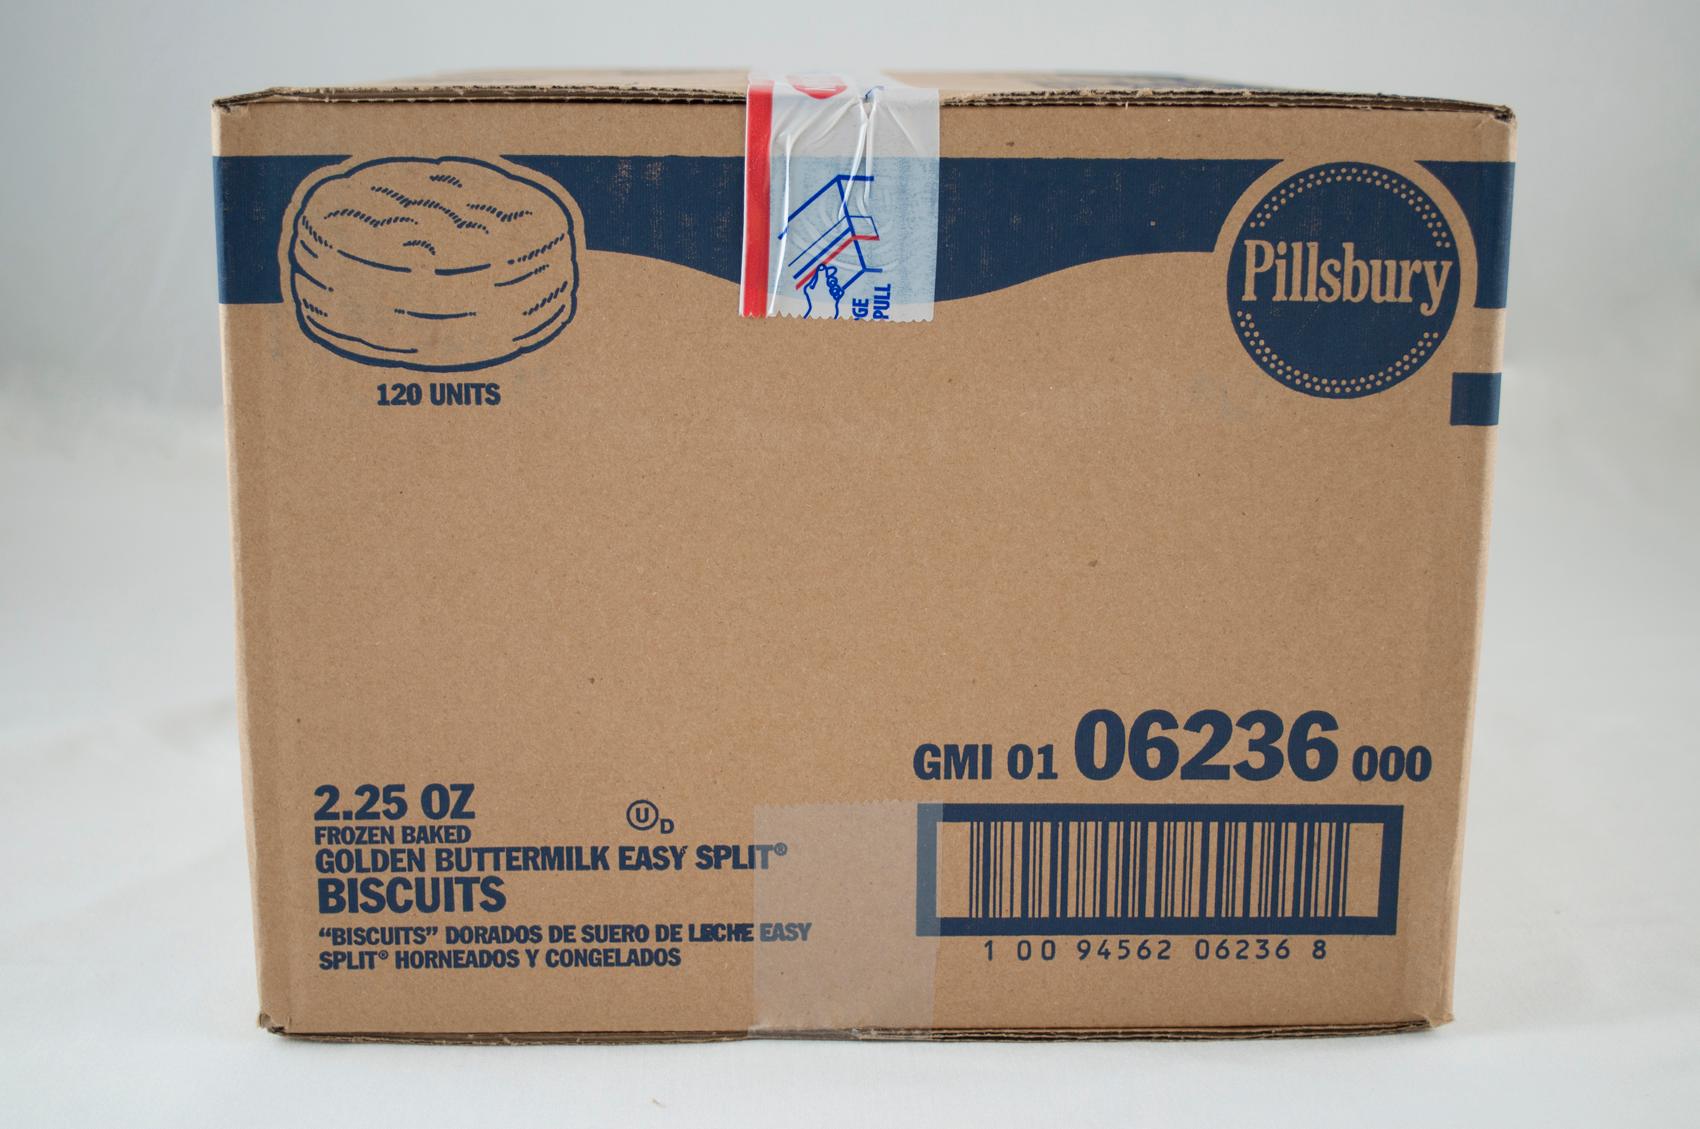 Pillsbury
120 UNITS
PULL
GMI 01 06236 000
2.25 OZ
U D
FROZEN BAKED
GOLDEN BUTTERMILK EASY SPLIT®
BISCUITS
“BISCUITS” DORADOS DE SUERO DE LECHE EASY
SPLIT® HORNEADOS Y CONGELADOS
1 00 94562 06236 8